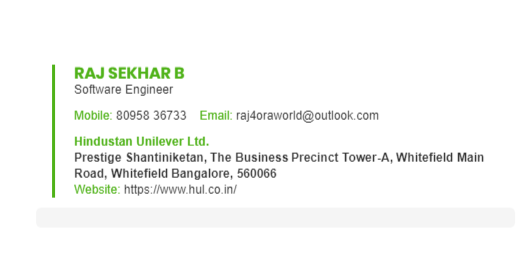 RAJ SEKHAR B
Software Engineer
Mobile: 80958 36733 Email: raj4oraworld@outlook.com
Hindustan Unilever Ltd.
Prestige Shantiniketan, The Business Precinct Tower-A, Whitefield Main
Road, Whitefield Bangalore, 560066
Website: https://www.hul.co.in/